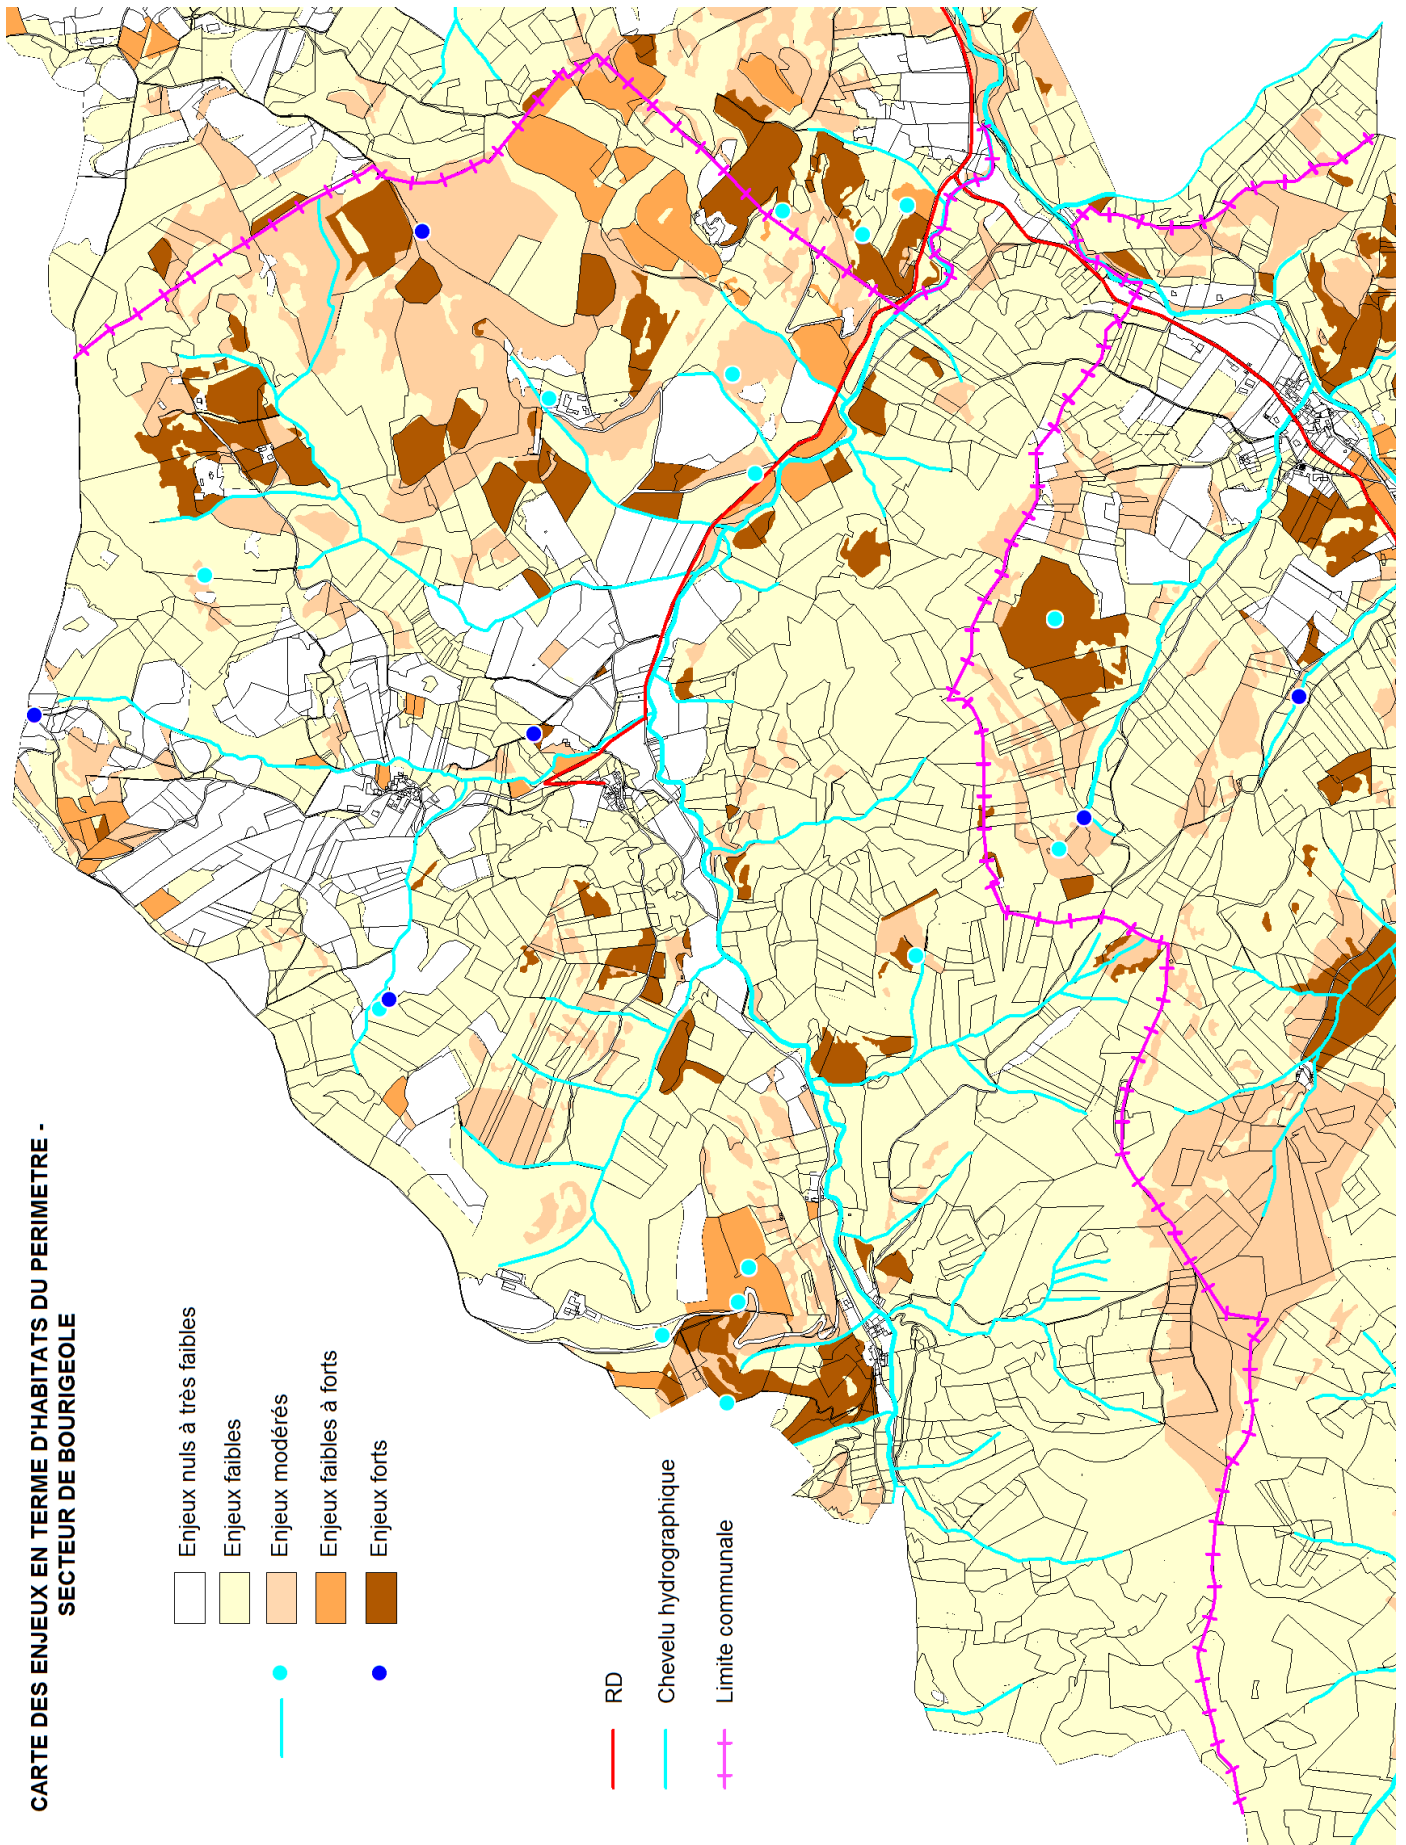 CARTE DES ENJEUX EN TERME D'HABITATS DU PERIMETRE -
SECTEUR DE BOURIGEOLE
Enjeux nuls à très faibles
Enjeux faibles
Enjeux modérés
Enjeux faibles à forts
Enjeux forts
RD
Chevelu hydrographique
Limite communale